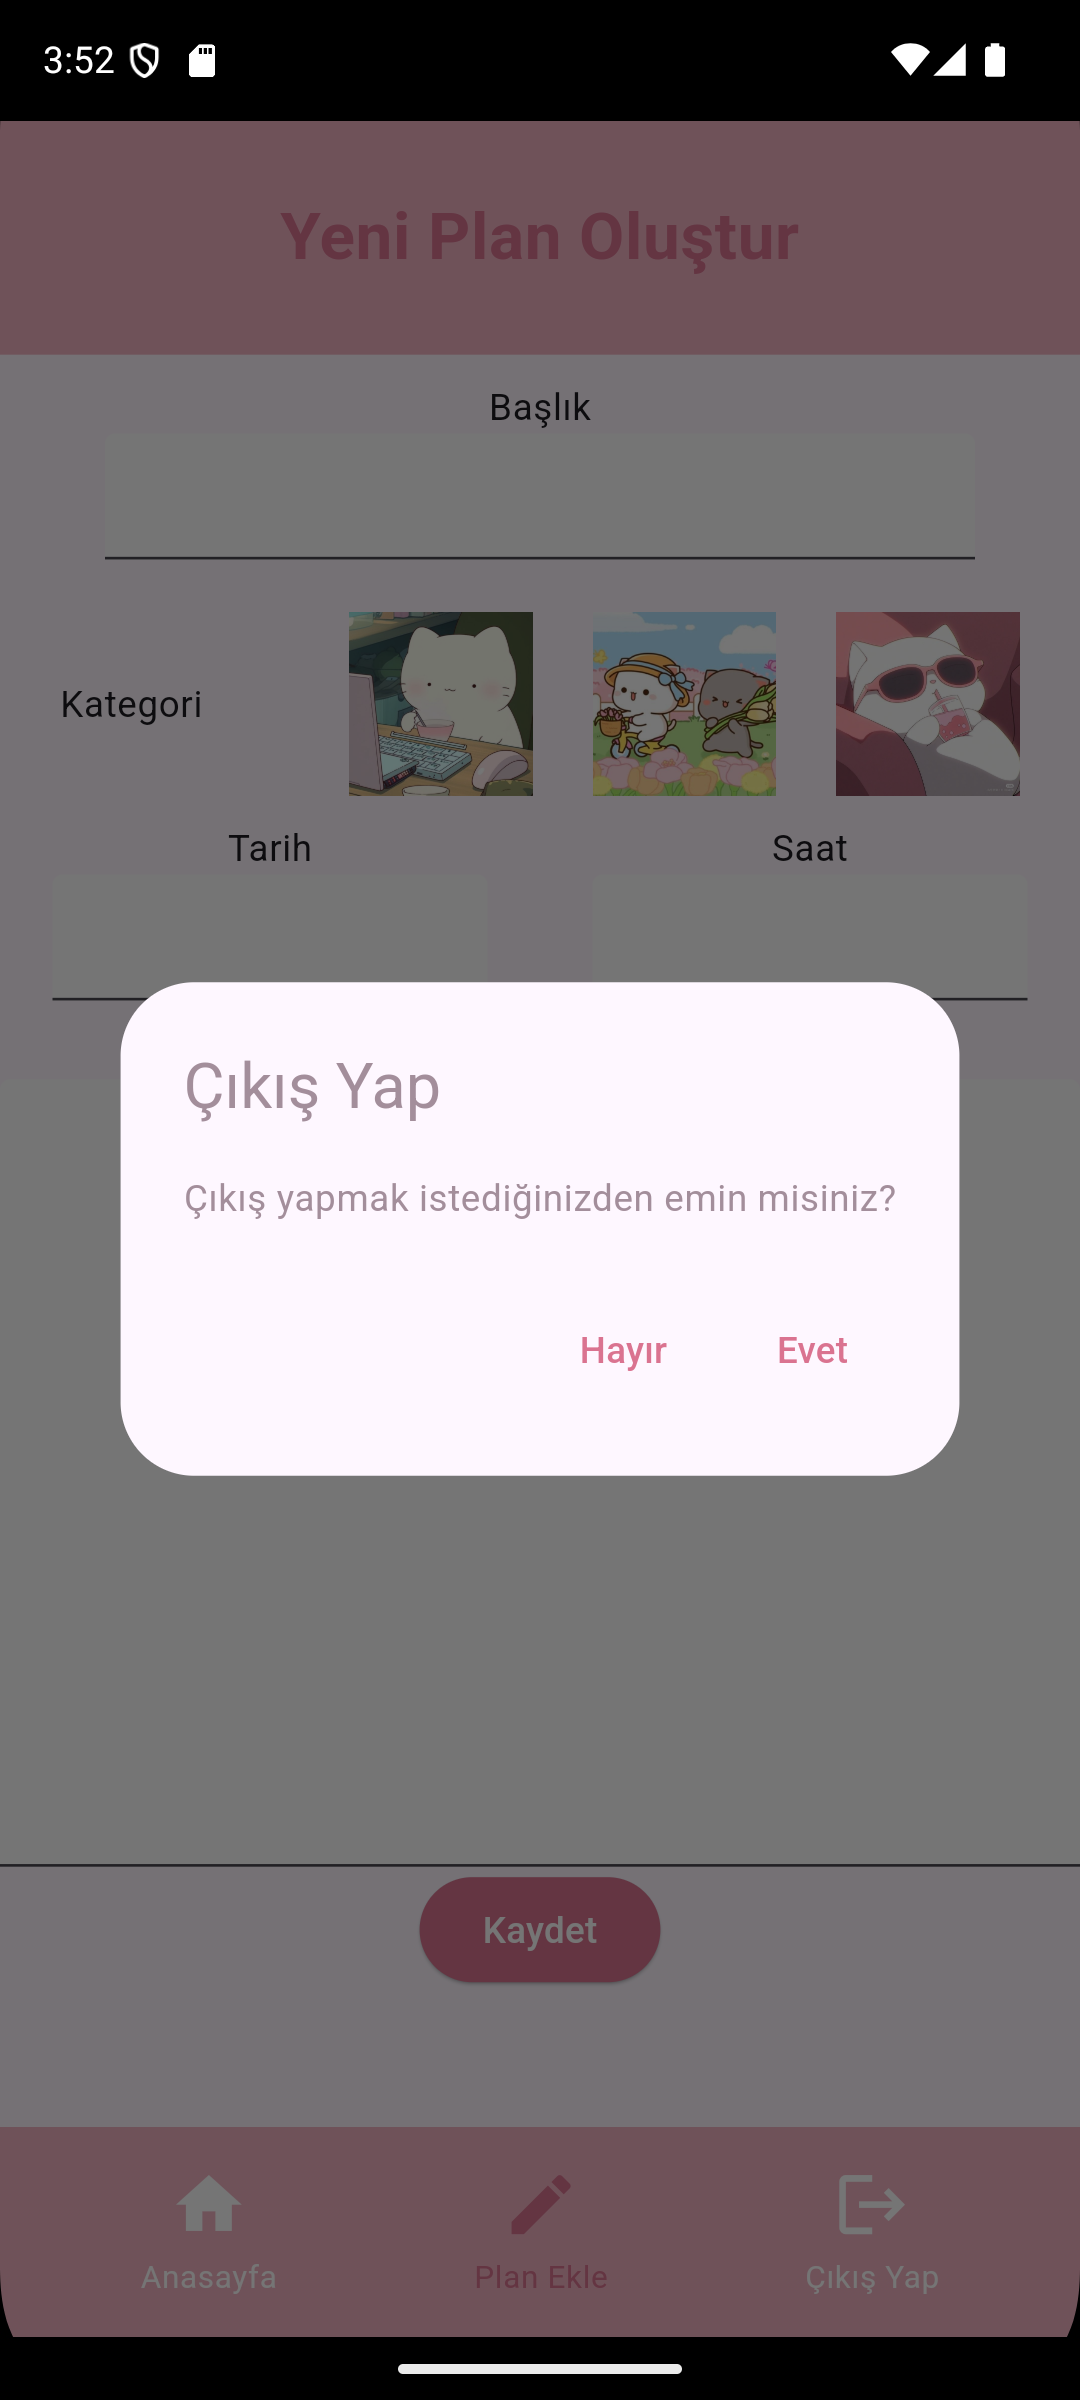 3:52
Yeni Plan Oluştur
Başlık
Kategori
Tarih Saat
Çıkış Yap
Çıkış yapmak istediğinizden emin misiniz?
Hayır Evet
Kaydet
Anasayfa Plan Ekle Çıkış Yap